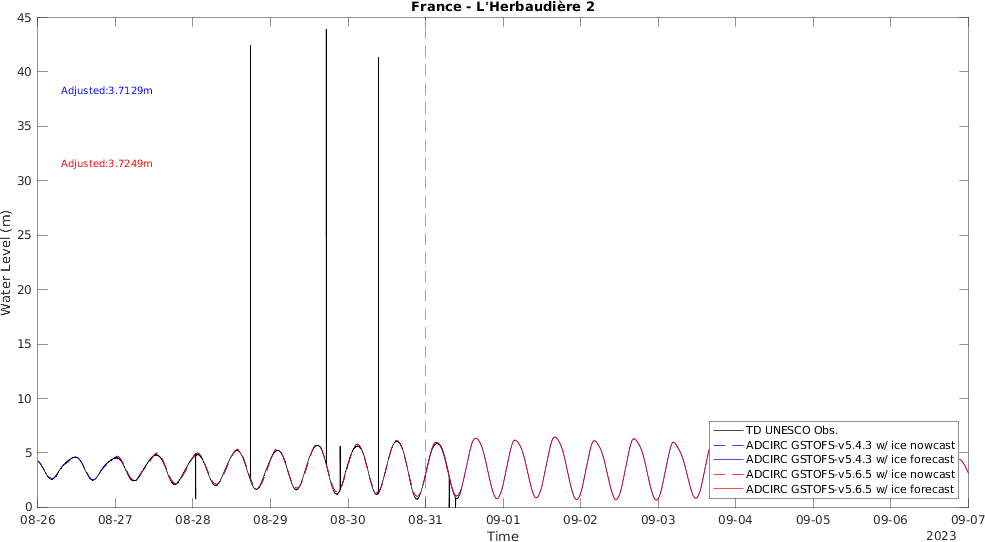 France - L'Herbaudière 2
45
40
35
30
25
20
15
10
5
0
Water Level (m)
Adjusted:3.7129m
Adjusted:3.7249m
TD UNESCO Obs.
ADCIRC GSTOFS-v5.4.3 w/ ice nowcast
ADCIRC GSTOFS-v5.4.3 w/ ice forecast
ADCIRC GSTOFS-v5.6.5 w/ ice nowcast
ADCIRC GSTOFS-v5.6.5 w/ ice forecast
08-26 08-27 08-28 08-29 08-30 08-31 09-01 09-02 09-03 09-04 09-05 09-06 09-07
Time
2023